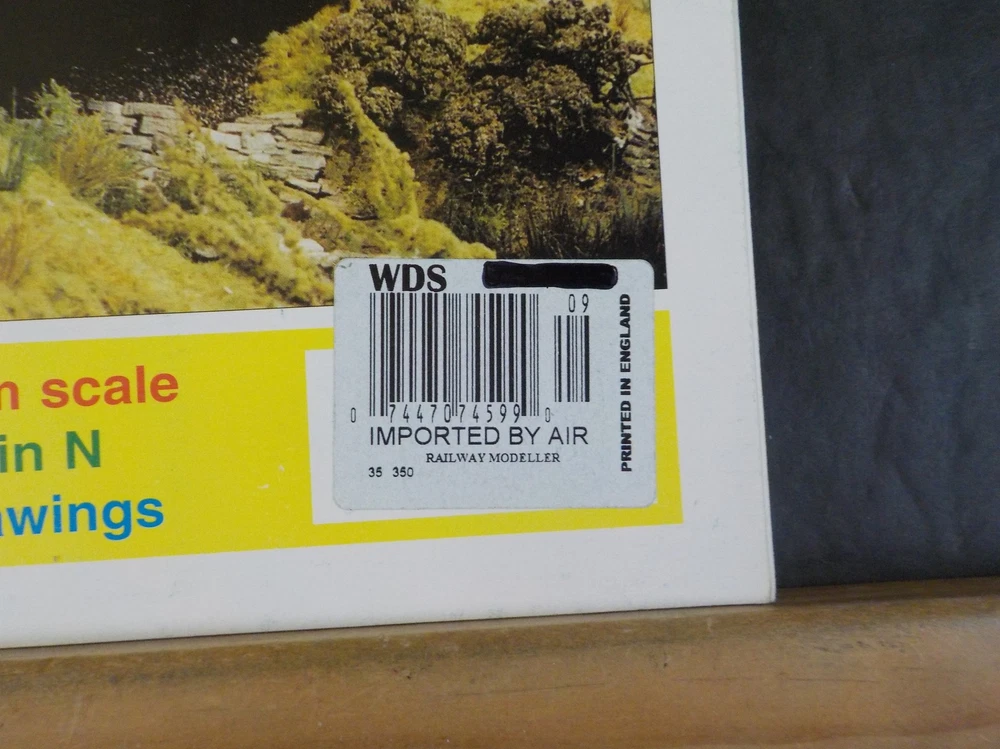 WDS
09
0 74470 74599 0
IMPORTED BY AIR
RAILWAY MODELLER
35 350
PRINTED IN ENGLAND
scale
in N
wings